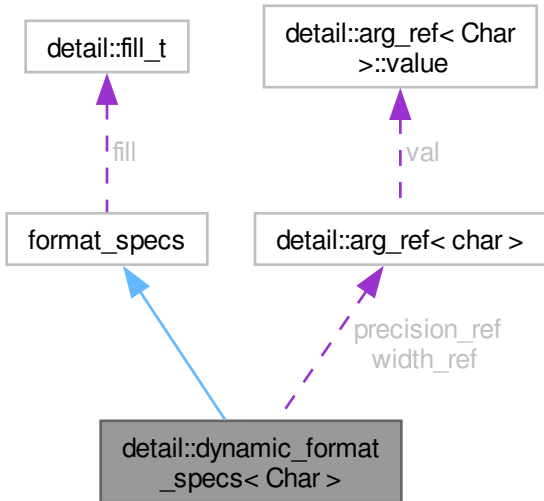 detail::fill_t
detail::arg_ref< Char
>::value
fill
val
format_specs
detail::arg_ref< char >
precision_ref
width_ref
detail::dynamic_format
_specs< Char >